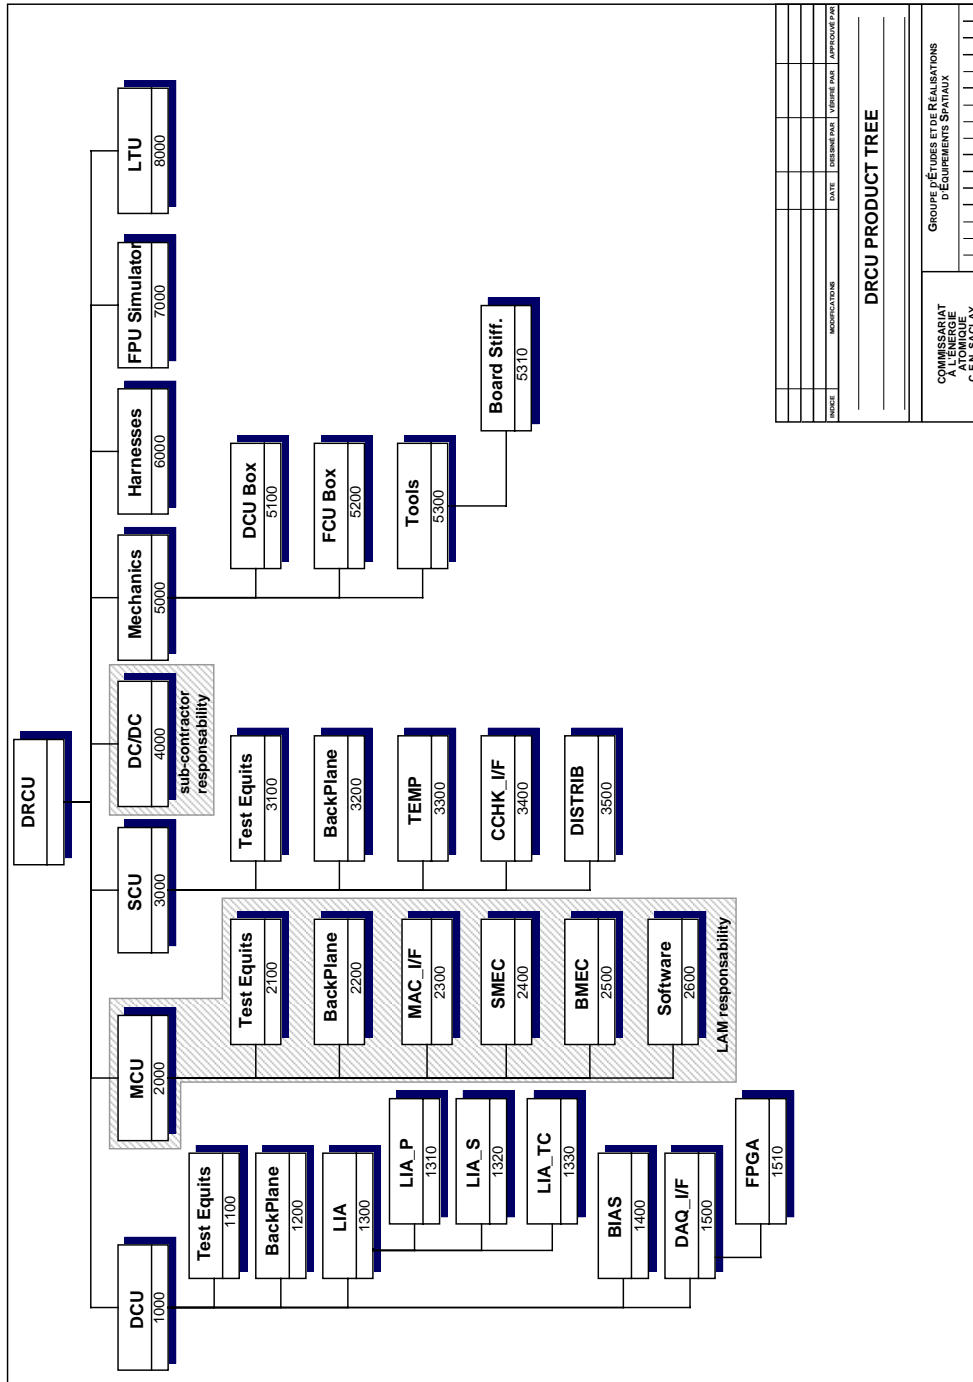 DRCU
DCU
1000
MCU
2000
SCU
3000
DC/DC
4000
sub-contractor
responsability
Mechanics
5000
Harnesses
6000
FPU Simulator
7000
LTU
8000
Test Equits
1100
BackPlane
1200
LIA
1300
LIA_P
1310
LIA_S
1320
LIA_TC
1330
BIAS
1400
DAQ_I/F
1500
FPGA
1510
Test Equits
2100
BackPlane
2200
MAC_I/F
2300
SMEC
2400
BMEC
2500
Software
2600
LAM responsability
Test Equits
3100
BackPlane
3200
TEMP
3300
CCHK_I/F
3400
DISTRIB
3500
DCU Box
5100
FCU Box
5200
Tools
5300
Board Stiff.
5310
INDICE MODIFICATIONS DATE DESSINÉ PAR VÉRIFIÉ PAR APPROUVÉ PAR
DRCU PRODUCT TREE
COMMISSARIAT
À L'ÉNERGIE
ATOMIQUE
C.E.N. SACLAY
GROUPE D'ÉTUDES ET DE RÉALISATIONS
D'ÉQUIPEMENTS SPATIAUX